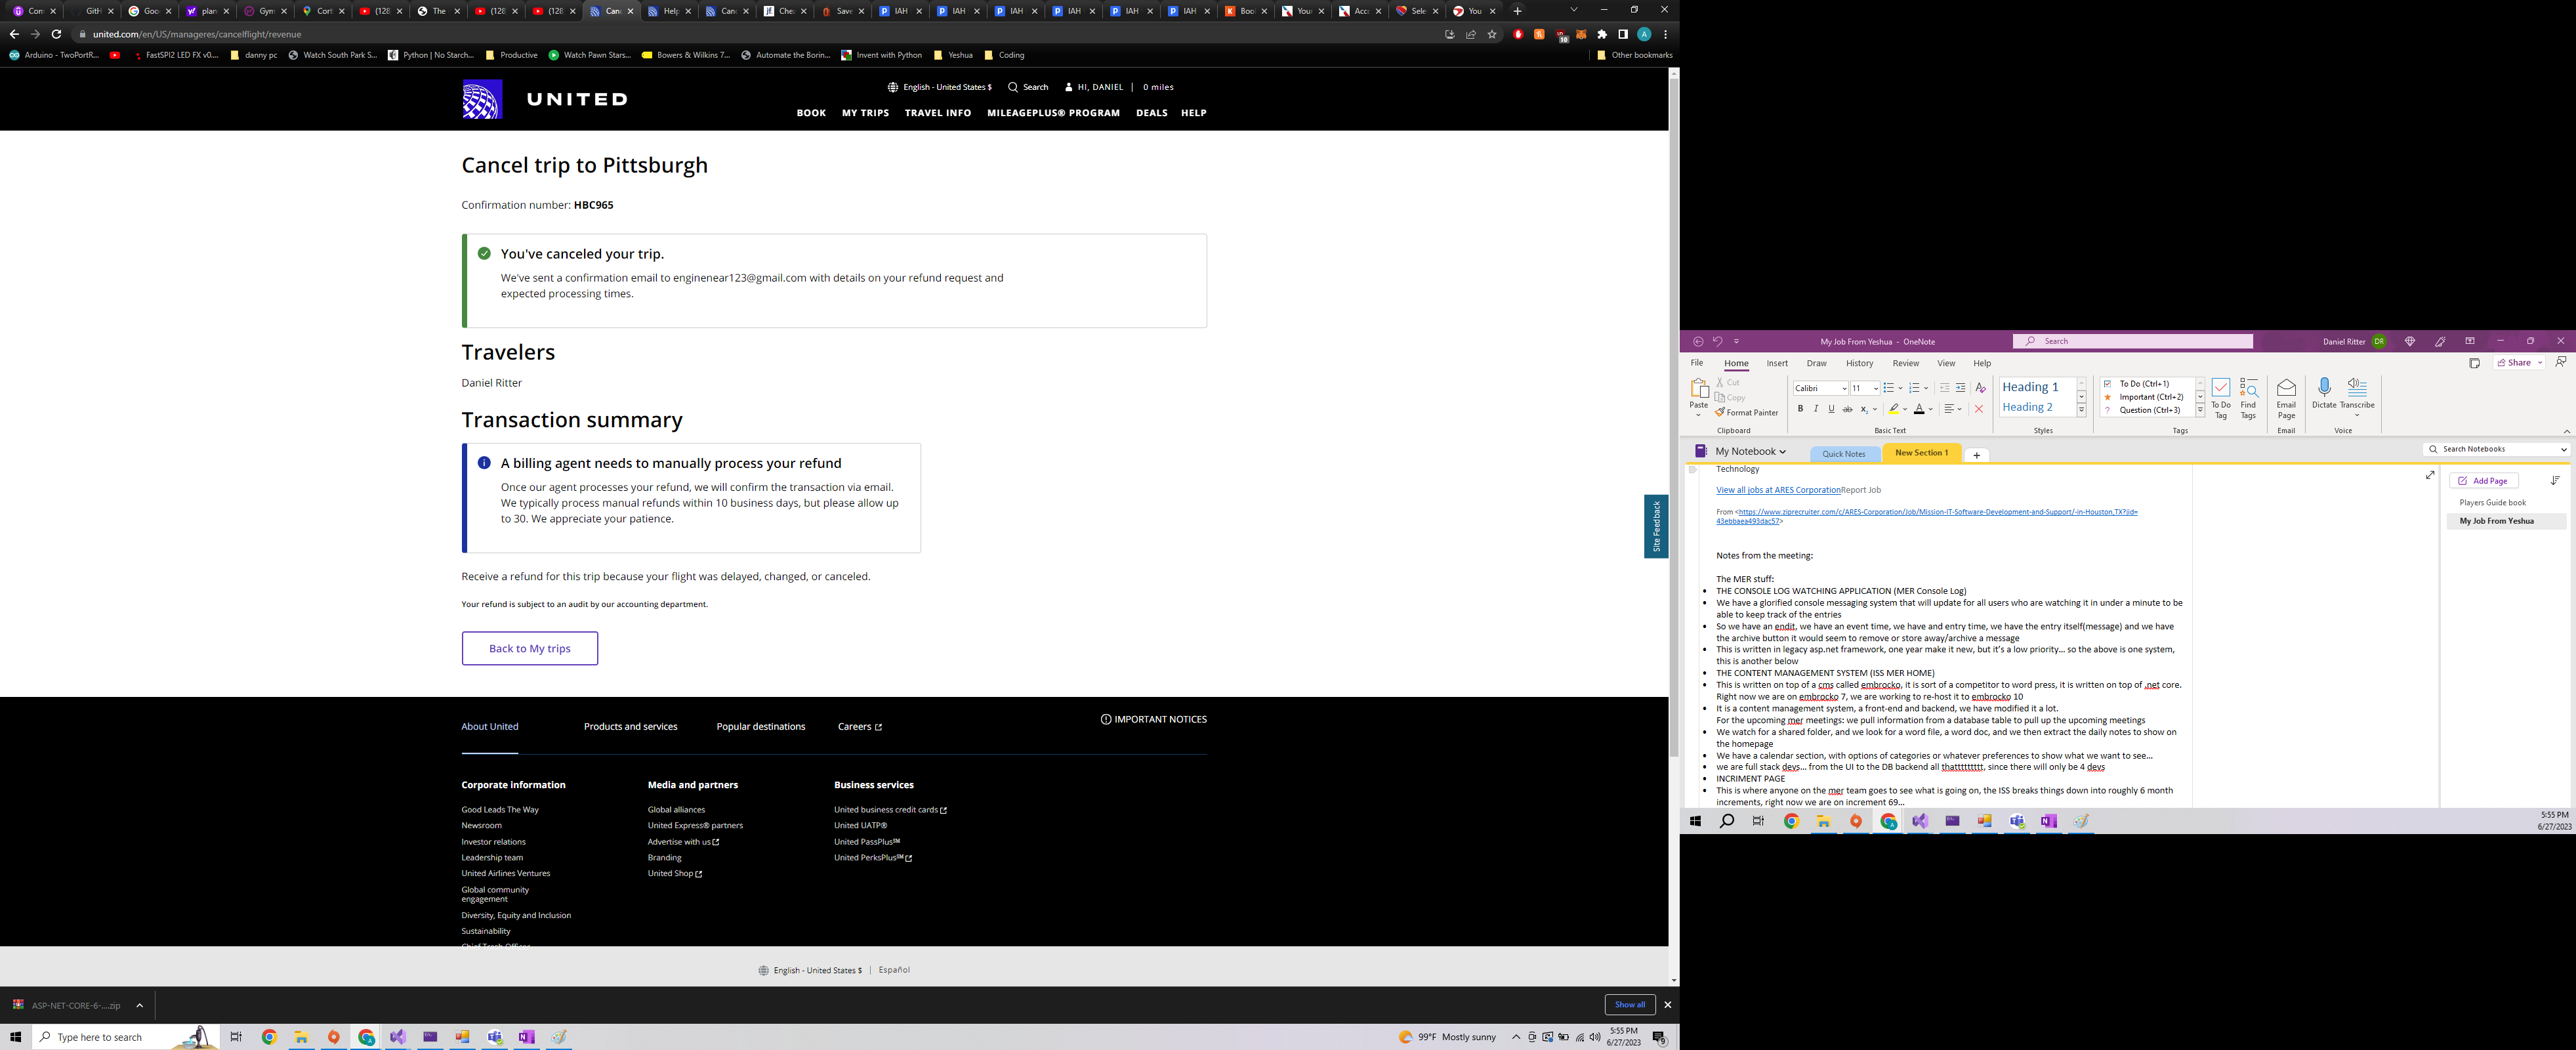 Con
GitH
Goo
plan
Gym
Cori
(128
The
(128
(128
Canc
Help
Canc
Chea
Save
IAH
IAH
IAH
IAH
IAH
IAH
Bool
Your
Acco
Sele
You
united.com/en/US/manageres/cancelflight/revenue
Arduino - TwoPortR...
FastSPI2 LED FX v0....
danny pc
Watch South Park S...
Python | No Starch...
Productive
Watch Pawn Stars...
Bowers & Wilkins 7...
Automate the Borin...
Invent with Python
Yeshua
Coding
Other bookmarks
English - United States $
Search
HI, DANIEL | 0 miles
UNITED
BOOK MY TRIPS TRAVEL INFO MILEAGEPLUS® PROGRAM DEALS HELP
Cancel trip to Pittsburgh
Confirmation number: HBC965
You've canceled your trip.
We've sent a confirmation email to enginenear123@gmail.com with details on your refund request and
expected processing times.
Travelers
Daniel Ritter
Transaction summary
A billing agent needs to manually process your refund
Once our agent processes your refund, we will confirm the transaction via email.
We typically process manual refunds within 10 business days, but please allow up
to 30. We appreciate your patience.
Site Feedback
Receive a refund for this trip because your flight was delayed, changed, or canceled.
Your refund is subject to an audit by our accounting department.
Back to My trips
About United
Products and services
Popular destinations
Careers
IMPORTANT NOTICES
Corporate information
Good Leads The Way
Newsroom
Investor relations
Leadership team
United Airlines Ventures
Global community
engagement
Diversity, Equity and Inclusion
Sustainability
Chief Trash Officer
Media and partners
Global alliances
United Express® partners
Advertise with us
Branding
United Shop
Business services
United business credit cards
United UATP®
United PassPlus℠
United PerksPlus℠
English - United States $ | Español
ASP-NET-CORE-6-....zip
Show all
Type here to search
99°F Mostly sunny
5:55 PM
6/27/2023
My Job From Yeshua - OneNote
Search
Daniel Ritter
DR
File Home Insert Draw History Review View Help
Share
Paste
Cut
Copy
Format Painter
Clipboard
Calibri
11
B I U ab x
Basic Text
Heading 1
Heading 2
Styles
To Do (Ctrl+1)
Important (Ctrl+2)
Question (Ctrl+3)
Tags
To Do
Tag
Find
Tags
Email
Page
Email
Dictate Transcribe
Voice
My Notebook
Quick Notes
New Section 1
Search Notebooks
Add Page
Players Guide book
My Job From Yeshua
Technology
View all jobs at ARES CorporationReport Job
From <https://www.ziprecruiter.com/c/ARES-Corporation/Job/Mission-IT-Software-Development-and-Support/-in-Houston,TX?jid=
43ebbaea493dac57>
Notes from the meeting:
The MER stuff:
• THE CONSOLE LOG WATCHING APPLICATION (MER Console Log)
• We have a glorified console messaging system that will update for all users who are watching it in under a minute to be
able to keep track of the entries
• So we have an endit, we have an event time, we have and entry time, we have the entry itself(message) and we have
the archive button it would seem to remove or store away/archive a message
• This is written in legacy asp.net framework, one year make it new, but it's a low priority... so the above is one system,
this is another below
• THE CONTENT MANAGEMENT SYSTEM (ISS MER HOME)
• This is written on top of a cms called embrocko, it is sort of a competitor to word press, it is written on top of .net core.
Right now we are on embrocko 7, we are working to re-host it to embrocko 10
• It is a content management system, a front-end and backend, we have modified it a lot.
For the upcoming mer meetings: we pull information from a database table to pull up the upcoming meetings
• We watch for a shared folder, and we look for a word file, a word doc, and we then extract the daily notes to show on
the homepage
• We have a calendar section, with options of categories or whatever preferences to show what we want to see...
• we are full stack devs... from the UI to the DB backend all thatttttttt, since there will only be 4 devs
• INCRIMENT PAGE
• This is where anyone on the mer team goes to see what is going on, the ISS breaks things down into roughly 6 month
increments, right now we are on increment 69...
5:55 PM
6/27/2023